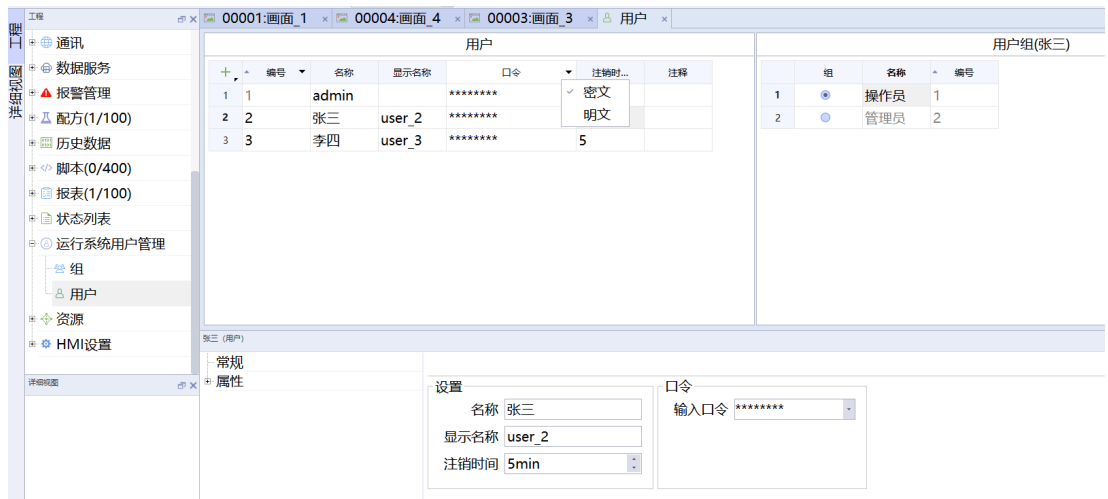 工程
详细视图
工程
通讯
数据服务
报警管理
配方(1/100)
历史数据
脚本(0/400)
报表(1/100)
状态列表
运行系统用户管理
组
用户
资源
HMI设置
详细视图
00001:画面_1 × 00004:画面_4 × 00003:画面_3 × 用户 ×
用户
编号 名称 显示名称 口令 注销时... 注释
1 1 admin ********
2 2 张三 user_2 ********
3 3 李四 user_3 ******** 5
密文
明文
用户组(张三)
组 名称 编号
1 操作员 1
2 管理员 2
张三 (用户)
常规
属性
设置
名称 张三
显示名称 user_2
注销时间 5min
口令
输入口令 ********